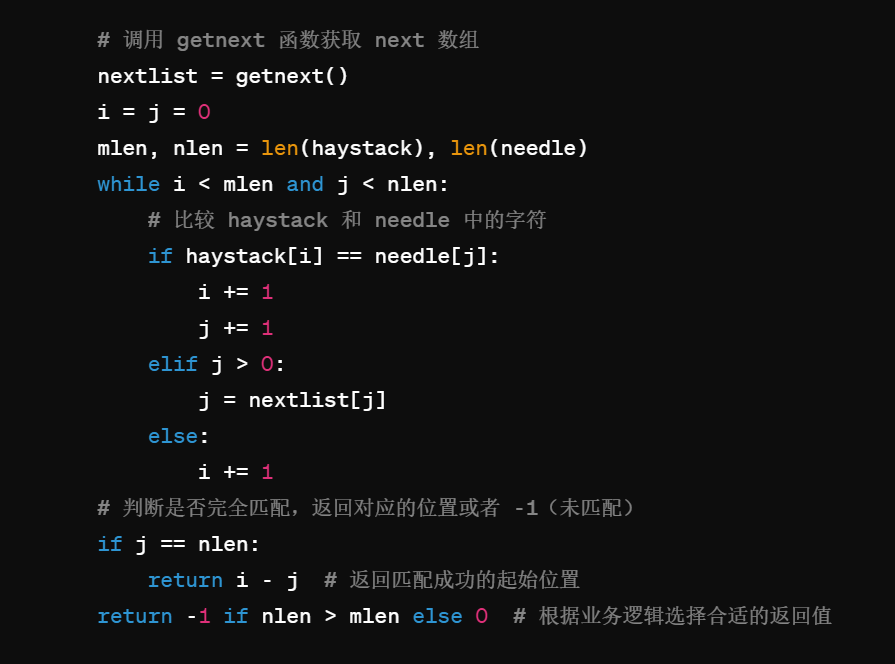 # 调用 getnext 函数获取 next 数组
nextlist = getnext()
i = j = 0
mlen, nlen = len(haystack), len(needle)
while i < mlen and j < nlen:
    # 比较 haystack 和 needle 中的字符
    if haystack[i] == needle[j]:
        i += 1
        j += 1
    elif j > 0:
        j = nextlist[j]
    else:
        i += 1
# 判断是否完全匹配，返回对应的位置或者 -1（未匹配）
if j == nlen:
    return i - j  # 返回匹配成功的起始位置
return -1 if nlen > mlen else 0  # 根据业务逻辑选择合适的返回值